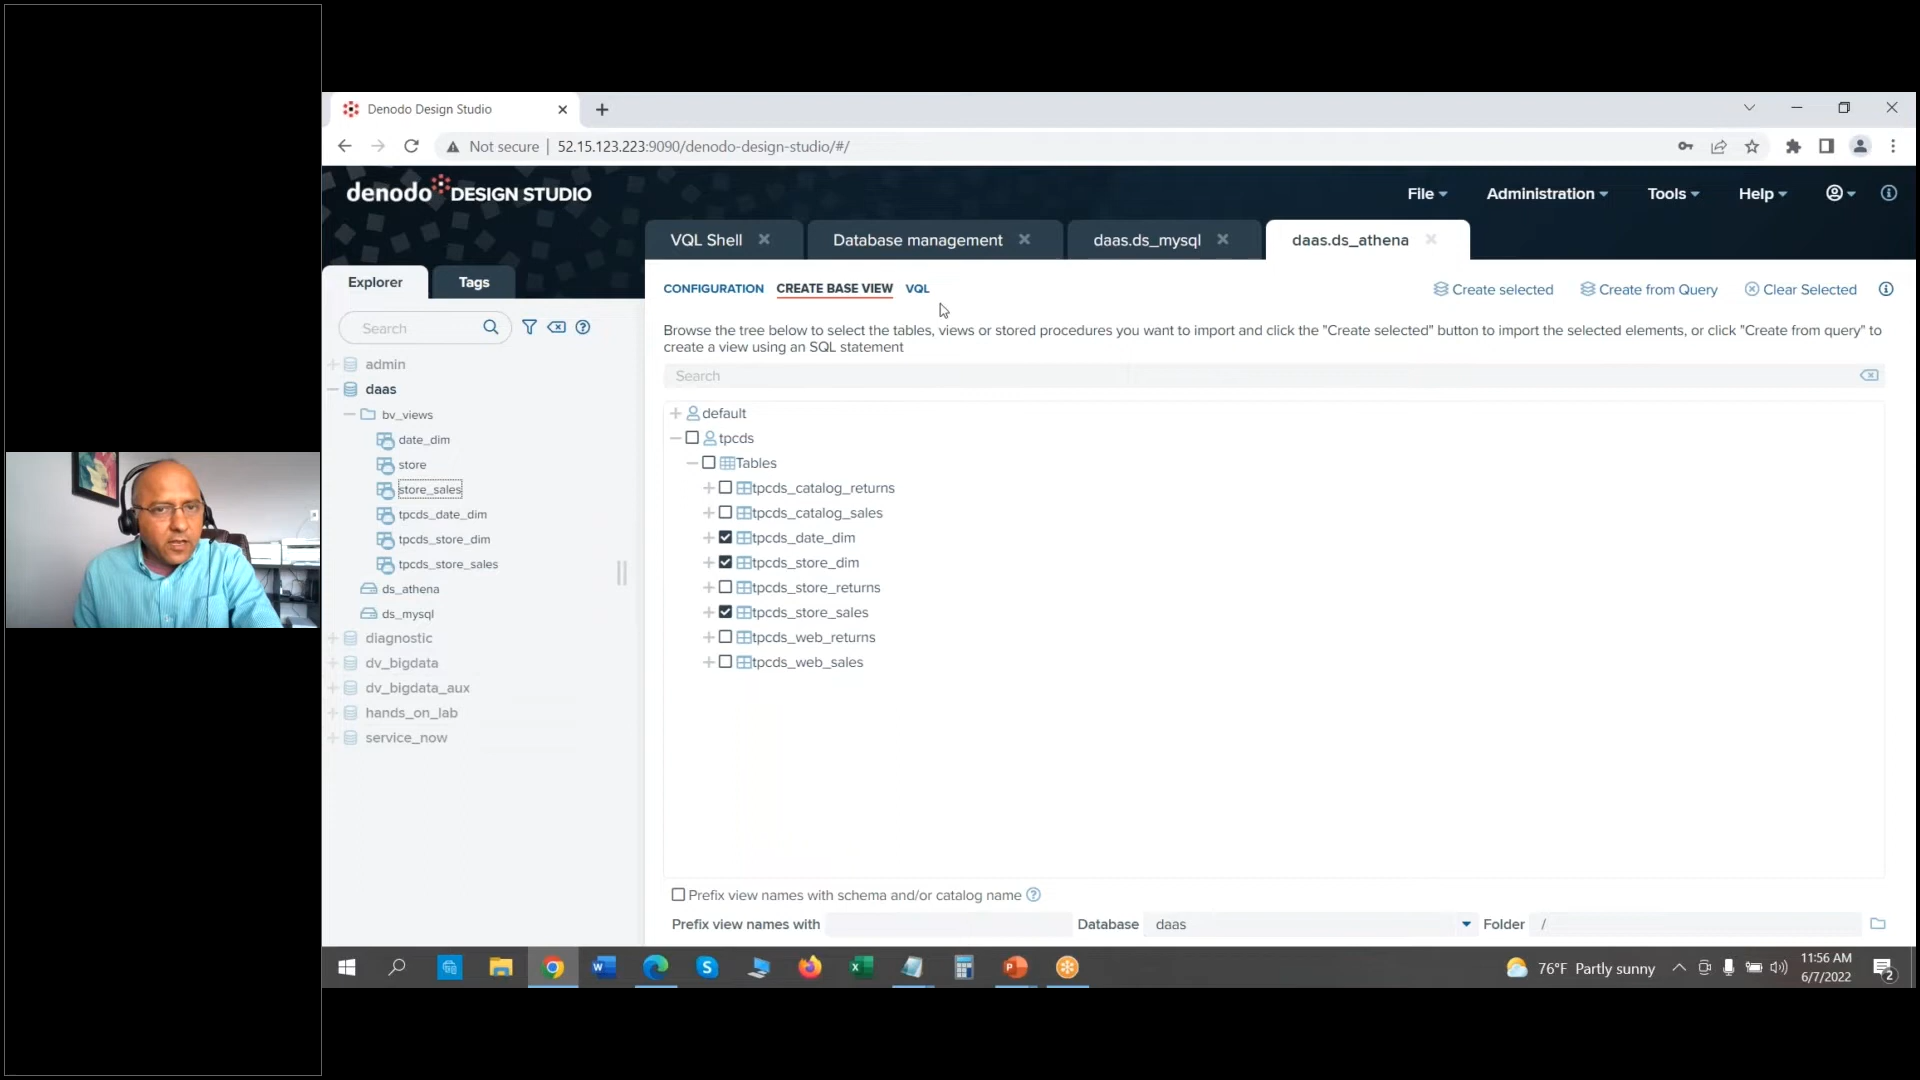 Denodo Design Studio
Not secure | 52.15.123.223:9090/denodo-design-studio/#/
denodo DESIGN STUDIO
File
Administration
Tools
Help
VQL Shell
Database management
daas.ds_mysql
daas.ds_athena
Explorer
Tags
Search
admin
daas
bv_views
date_dim
store
store_sales
tpcds_date_dim
tpcds_store_dim
tpcds_store_sales
ds_athena
ds_mysql
diagnostic
dv_bigdata
dv_bigdata_aux
hands_on_lab
service_now
CONFIGURATION
CREATE BASE VIEW
VQL
Create selected
Create from Query
Clear Selected
Browse the tree below to select the tables, views or stored procedures you want to import and click the "Create selected" button to import the selected elements, or click "Create from query" to
create a view using an SQL statement
Search
default
tpcds
Tables
tpcds_catalog_returns
tpcds_catalog_sales
tpcds_date_dim
tpcds_store_dim
tpcds_store_returns
tpcds_store_sales
tpcds_web_returns
tpcds_web_sales
Prefix view names with schema and/or catalog name
Prefix view names with
Database daas
Folder /
76°F Partly sunny
11:56 AM
6/7/2022
2